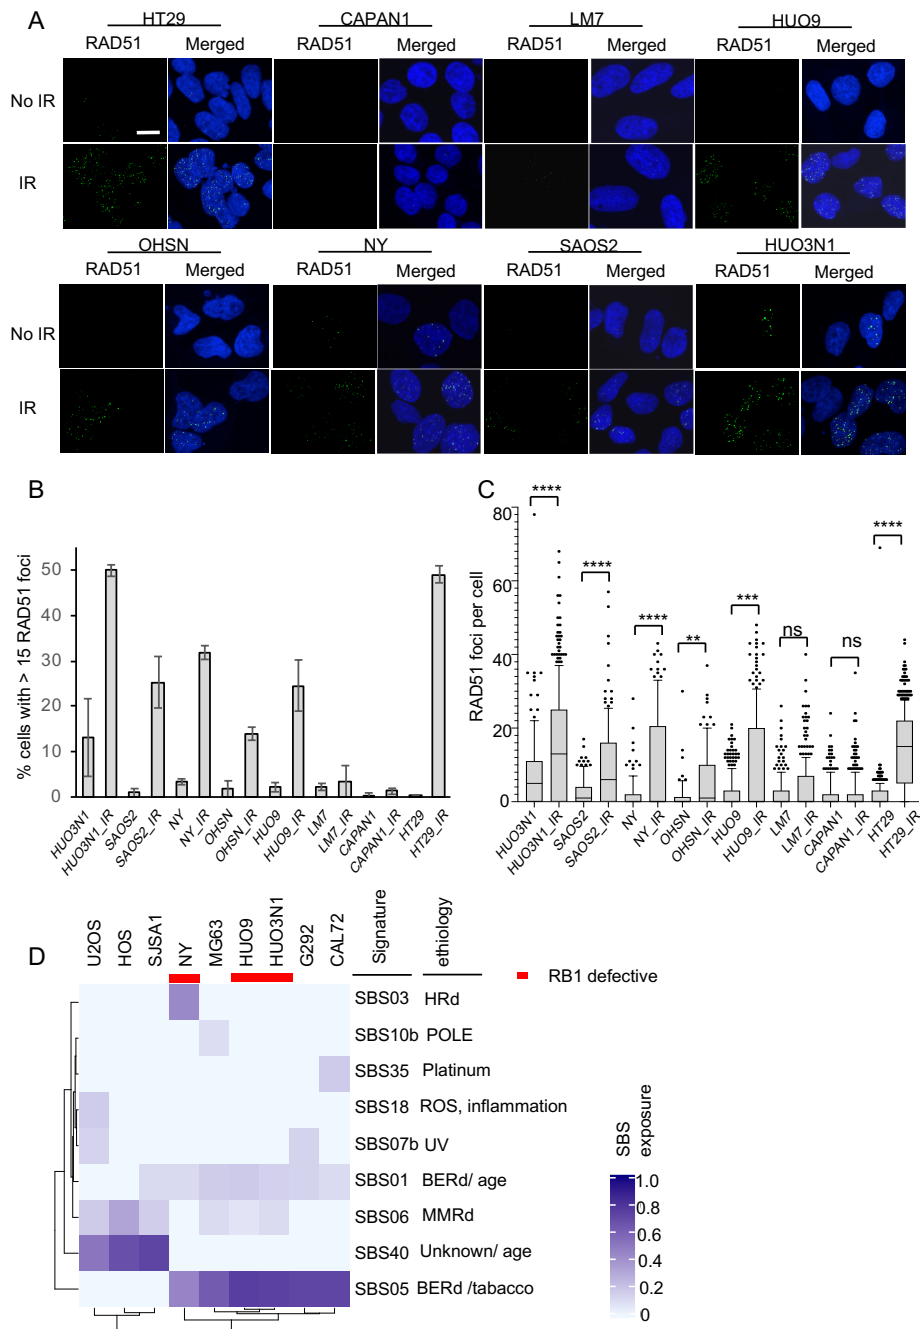 A
HT29 CAPAN1 LM7 HUO9
RAD51 Merged RAD51 Merged RAD51 Merged RAD51 Merged
No IR
IR
OHSN NY SAOS2 HUO3N1
RAD51 Merged RAD51 Merged RAD51 Merged RAD51 Merged
No IR
IR
B
% cells with > 15 RAD51 foci
50
40
30
20
10
0
HUO3N1 HUO3N1_IR SAOS2 SAOS2_IR NY NY_IR OHSN OHSN_IR HUO9 HUO9_IR LM7 LM7_IR CAPAN1 CAPAN1_IR HT29 HT29_IR
C
RAD51 foci per cell
80
60
40
20
0
**** **** **** ** *** ns ns ****
HUO3N1 HUO3N1_IR SAOS2 SAOS2_IR NY NY_IR OHSN OHSN_IR HUO9 HUO9_IR LM7 LM7_IR CAPAN1 CAPAN1_IR HT29 HT29_IR
D
U2OS HOS SJSA1 NY MG63 HUO9 HUO3N1 G292 CAL72 Signature ethiology
RB1 defective
SBS03 HRd
SBS10b POLE
SBS35 Platinum
SBS18 ROS, inflammation
SBS07b UV
SBS01 BERd/ age
SBS06 MMRd
SBS40 Unknown/ age
SBS05 BERd /tabacco
SBS exposure
1.0
0.8
0.6
0.4
0.2
0